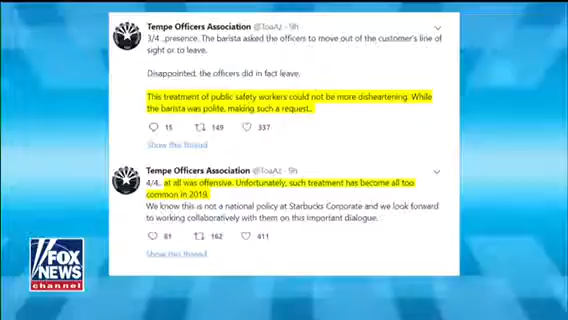 Tempe Officers Association @ToaAz · 9h
3/4 ..presence. The barista asked the officers to move out of the customer's line of
sight or to leave.
Disappointed, the officers did in fact leave.
This treatment of public safety workers could not be more disheartening. While
the barista was polite, making such a request..
15 149 337
Show this thread
Tempe Officers Association @ToaAz · 9h
4/4.. at all was offensive. Unfortunately, such treatment has become all too
common in 2019.
We know this is not a national policy at Starbucks Corporate and we look forward
to working collaboratively with them on this important dialogue.
61 162 411
Show this thread
FOX
NEWS
channel